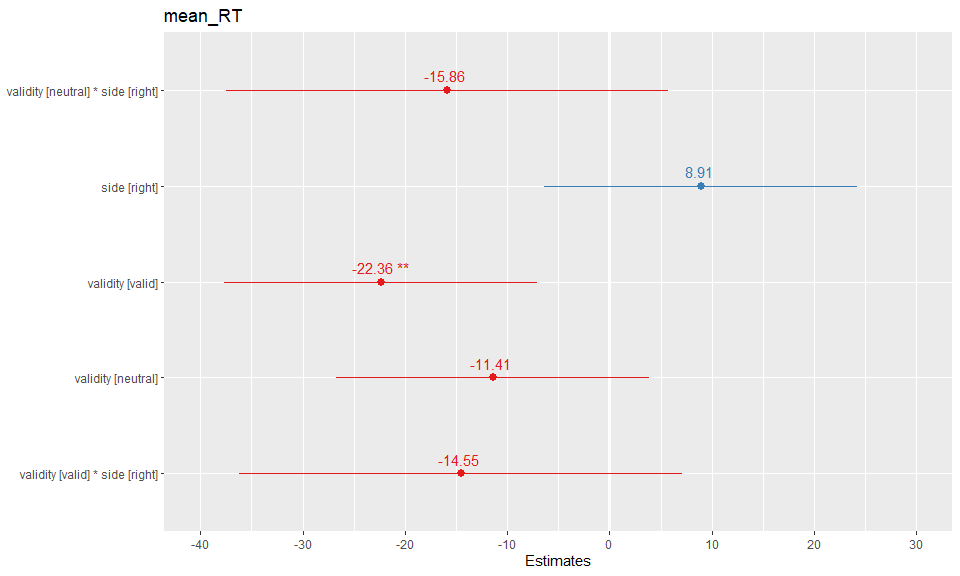 mean_RT
validity [neutral] * side [right]
-15.86
side [right]
8.91
validity [valid]
-22.36 **
validity [neutral]
-11.41
validity [valid] * side [right]
-14.55
-40 -30 -20 -10 0 10 20 30
Estimates